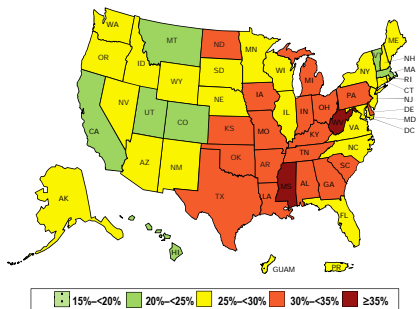 WA
OR
CA
NV
ID
MT
WY
UT
CO
AZ
NM
ND
SD
NE
KS
OK
TX
MN
IA
MO
AR
LA
WI
IL
MI
IN
OH
KY
TN
MS
AL
GA
FL
SC
NC
VA
WV
PA
NY
VT
ME
NH
MA
RI
CT
NJ
DE
MD
DC
AK
HI
GUAM
PR
15%–<20% 20%–<25% 25%–<30% 30%–<35% ≥35%